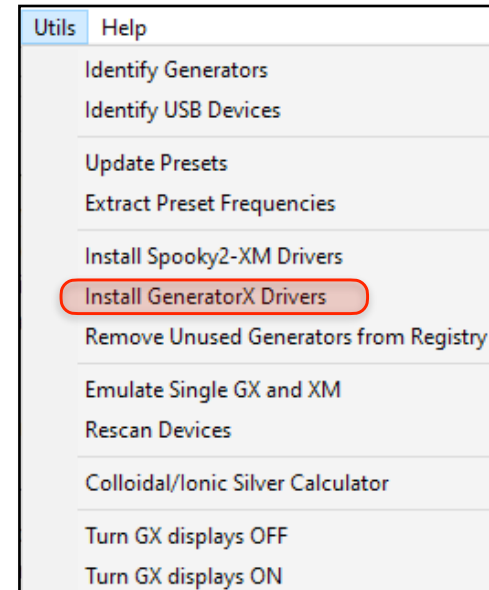 Utils Help
Identify Generators
Identify USB Devices
Update Presets
Extract Preset Frequencies
Install Spooky2-XM Drivers
Install GeneratorX Drivers
Remove Unused Generators from Registry
Emulate Single GX and XM
Rescan Devices
Colloidal/Ionic Silver Calculator
Turn GX displays OFF
Turn GX displays ON